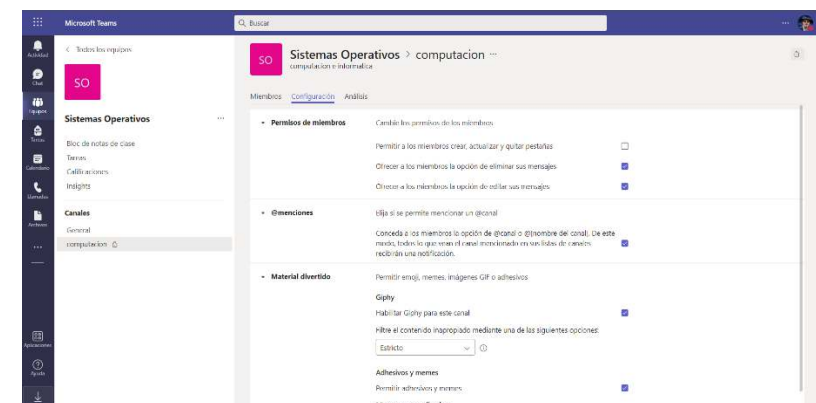 Microsoft Teams
Buscar
Actividad
Chat
Equipos
Tareas
Calendario
Llamadas
Archivos
Aplicaciones
Ayuda
< Todos los equipos
SO
Sistemas Operativos ...
Bloc de notas de clase
Tareas
Calificaciones
Insights
Canales
General
computacion
SO
Sistemas Operativos > computacion ...
computacion e informatica
Miembros Configuración Análisis
Permisos de miembros
Cambie los permisos de los miembros
Permitir a los miembros crear, actualizar y quitar pestañas
Ofrecer a los miembros la opción de eliminar sus mensajes
Ofrecer a los miembros la opción de editar sus mensajes
@menciones
Elija si se permite mencionar un @canal
Conceda a los miembros la opción de @canal o @[nombre del canal]. De este
modo, todos lo que vean el canal mencionado en sus listas de canales
recibirán una notificación.
Material divertido
Permitir emoji, memes, imágenes GIF o adhesivos
Giphy
Habilitar Giphy para este canal
Filtre el contenido inapropiado mediante una de las siguientes opciones:
Estricto
Adhesivos y memes
Permitir adhesivos y memes